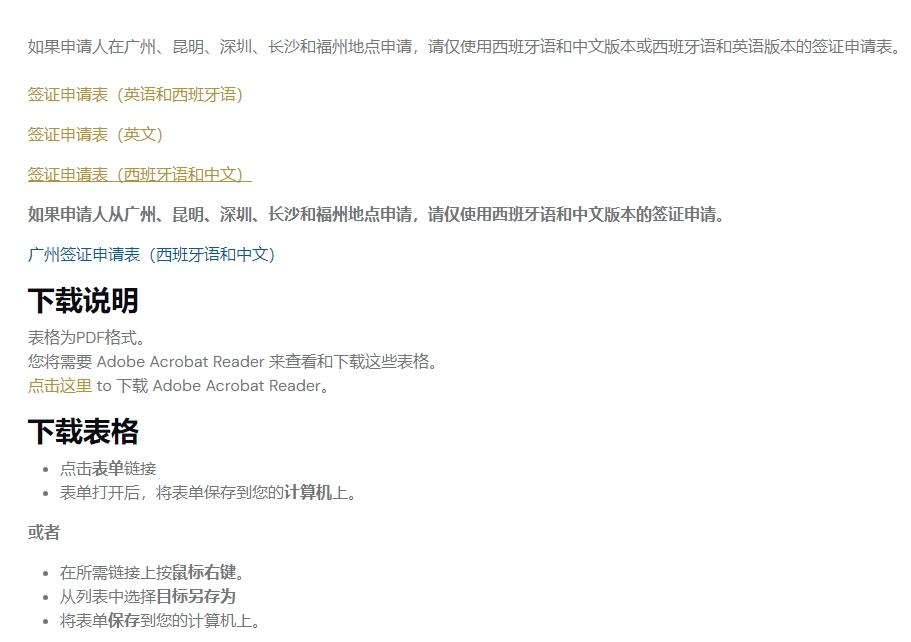 如果申请人在广州、昆明、深圳、长沙和福州地点申请，请仅使用西班牙语和中文版本或西班牙语和英语版本的签证申请表。
签证申请表（英语和西班牙语）
签证申请表（英文）
签证申请表（西班牙语和中文）
如果申请人从广州、昆明、深圳、长沙和福州地点申请，请仅使用西班牙语和中文版本的签证申请。
广州签证申请表（西班牙语和中文）
下载说明
表格为PDF格式。
您将需要 Adobe Acrobat Reader 来查看和下载这些表格。
点击这里 to 下载 Adobe Acrobat Reader。
下载表格
• 点击表单链接
• 表单打开后，将表单保存到您的计算机上。
或者
• 在所需链接上按鼠标右键。
• 从列表中选择目标另存为
• 将表单保存到您的计算机上。